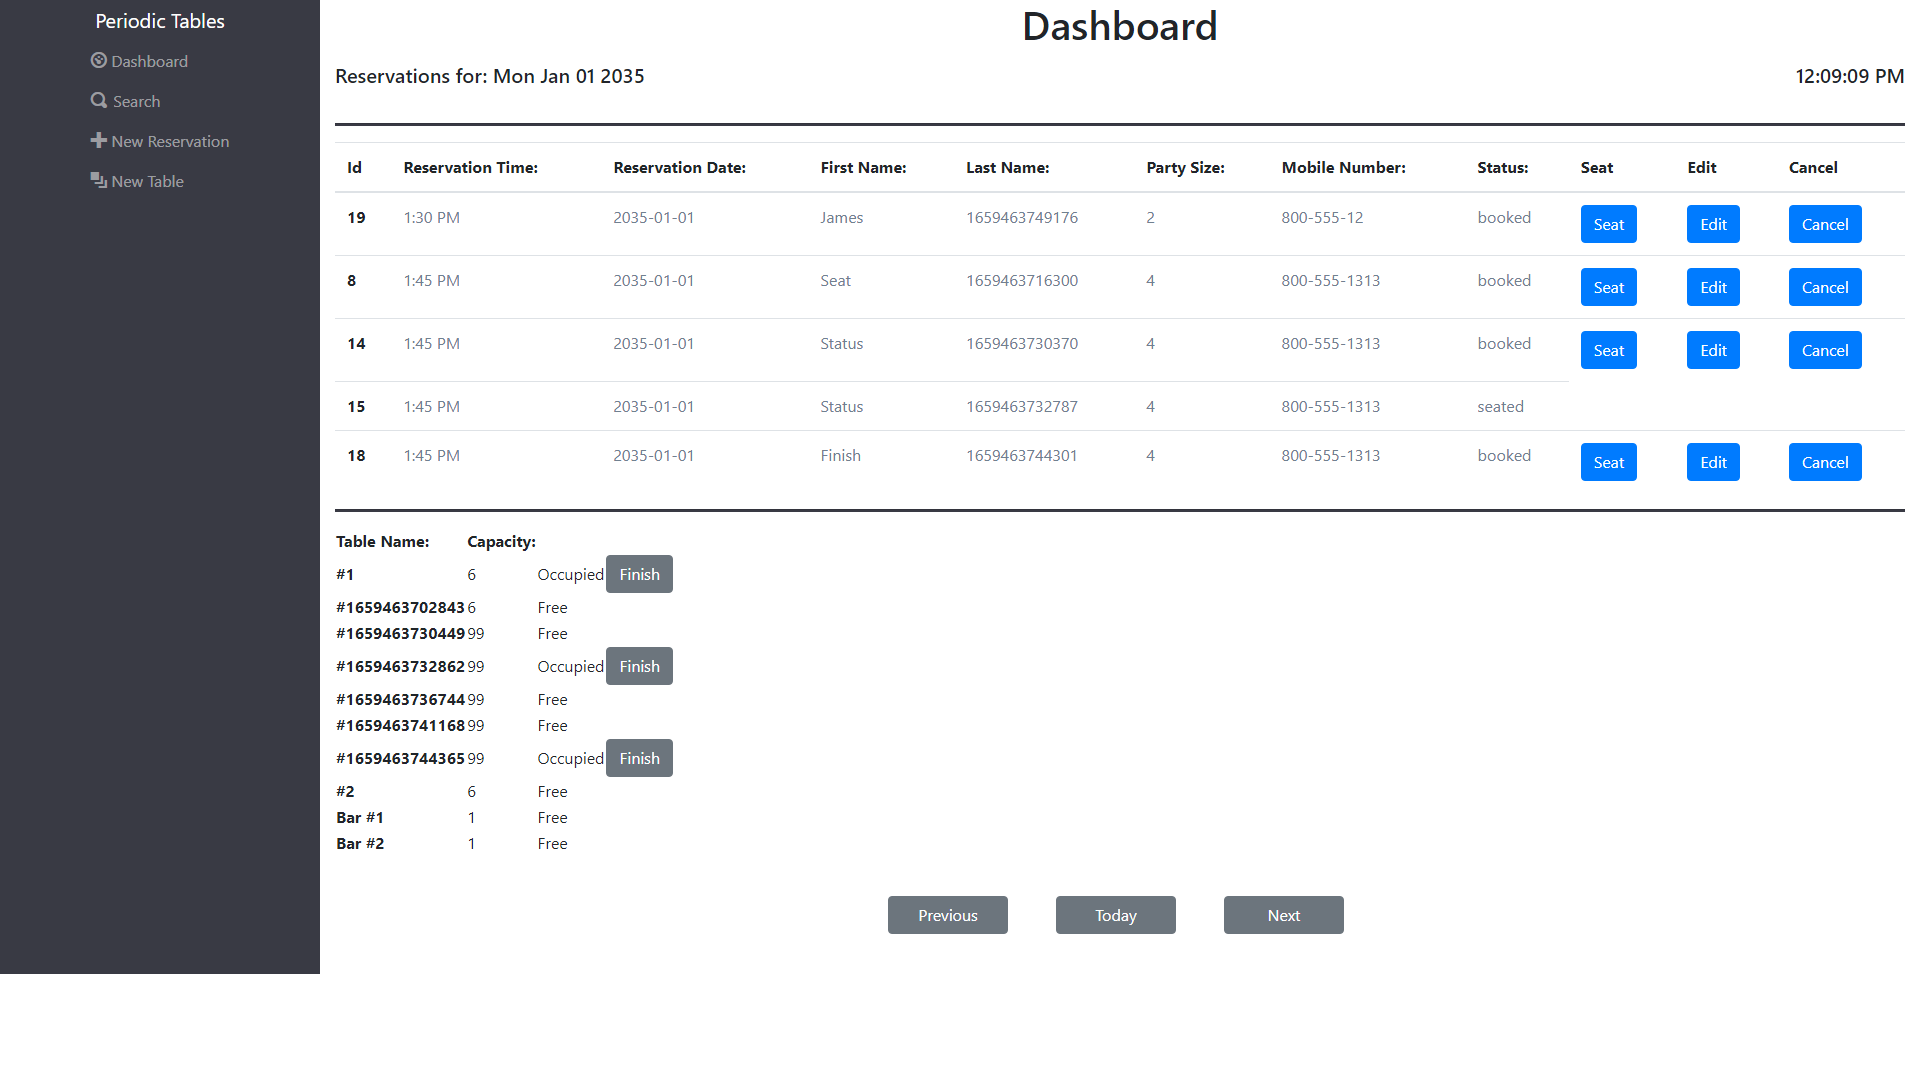 Periodic Tables
Dashboard
Search
New Reservation
New Table
Dashboard
Reservations for: Mon Jan 01 2035 12:09:09 PM
Id Reservation Time: Reservation Date: First Name: Last Name: Party Size: Mobile Number: Status: Seat Edit Cancel
19 1:30 PM 2035-01-01 James 1659463749176 2 800-555-12 booked Seat Edit Cancel
8 1:45 PM 2035-01-01 Seat 1659463716300 4 800-555-1313 booked Seat Edit Cancel
14 1:45 PM 2035-01-01 Status 1659463730370 4 800-555-1313 booked Seat Edit Cancel
15 1:45 PM 2035-01-01 Status 1659463732787 4 800-555-1313 seated
18 1:45 PM 2035-01-01 Finish 1659463744301 4 800-555-1313 booked Seat Edit Cancel
Table Name: Capacity:
#1 6 Occupied Finish
#1659463702843 6 Free
#1659463730449 99 Free
#1659463732862 99 Occupied Finish
#1659463736744 99 Free
#1659463741168 99 Free
#1659463744365 99 Occupied Finish
#2 6 Free
Bar #1 1 Free
Bar #2 1 Free
Previous Today Next